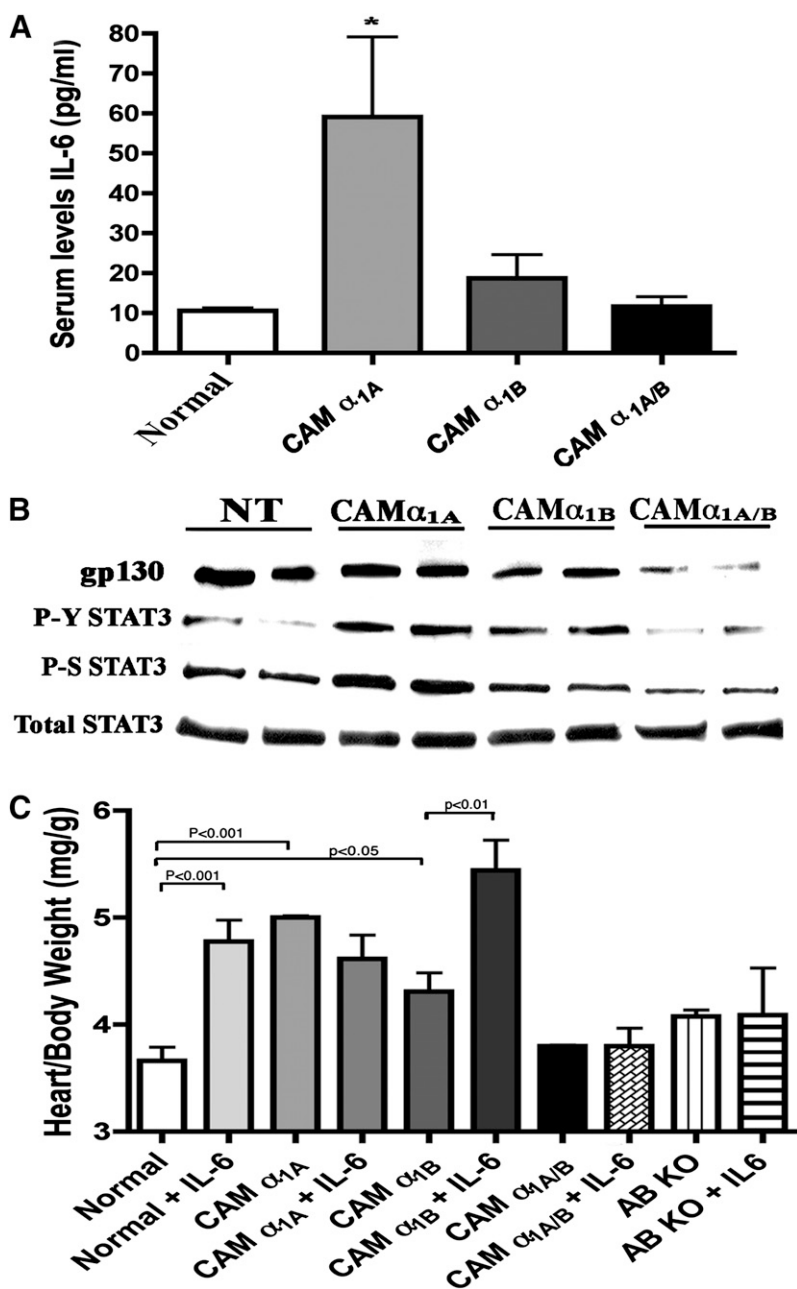 A
*
Serum levels IL-6 (pg/ml)
80
70
60
50
40
30
20
10
0
Normal
CAM α1A
CAM α1B
CAM α1A/B
B
NT CAMα1A CAMα1B CAMα1A/B
gp130
P-Y STAT3
P-S STAT3
Total STAT3
C
Heart/Body Weight (mg/g)
6
5
4
3
p<0.01
P<0.001
p<0.05
P<0.001
Normal
Normal + IL-6
CAM α1A
CAM α1A + IL-6
CAM α1B
CAM α1B + IL-6
CAM α1A/B
CAM α1A/B + IL-6
AB KO
AB KO + IL6